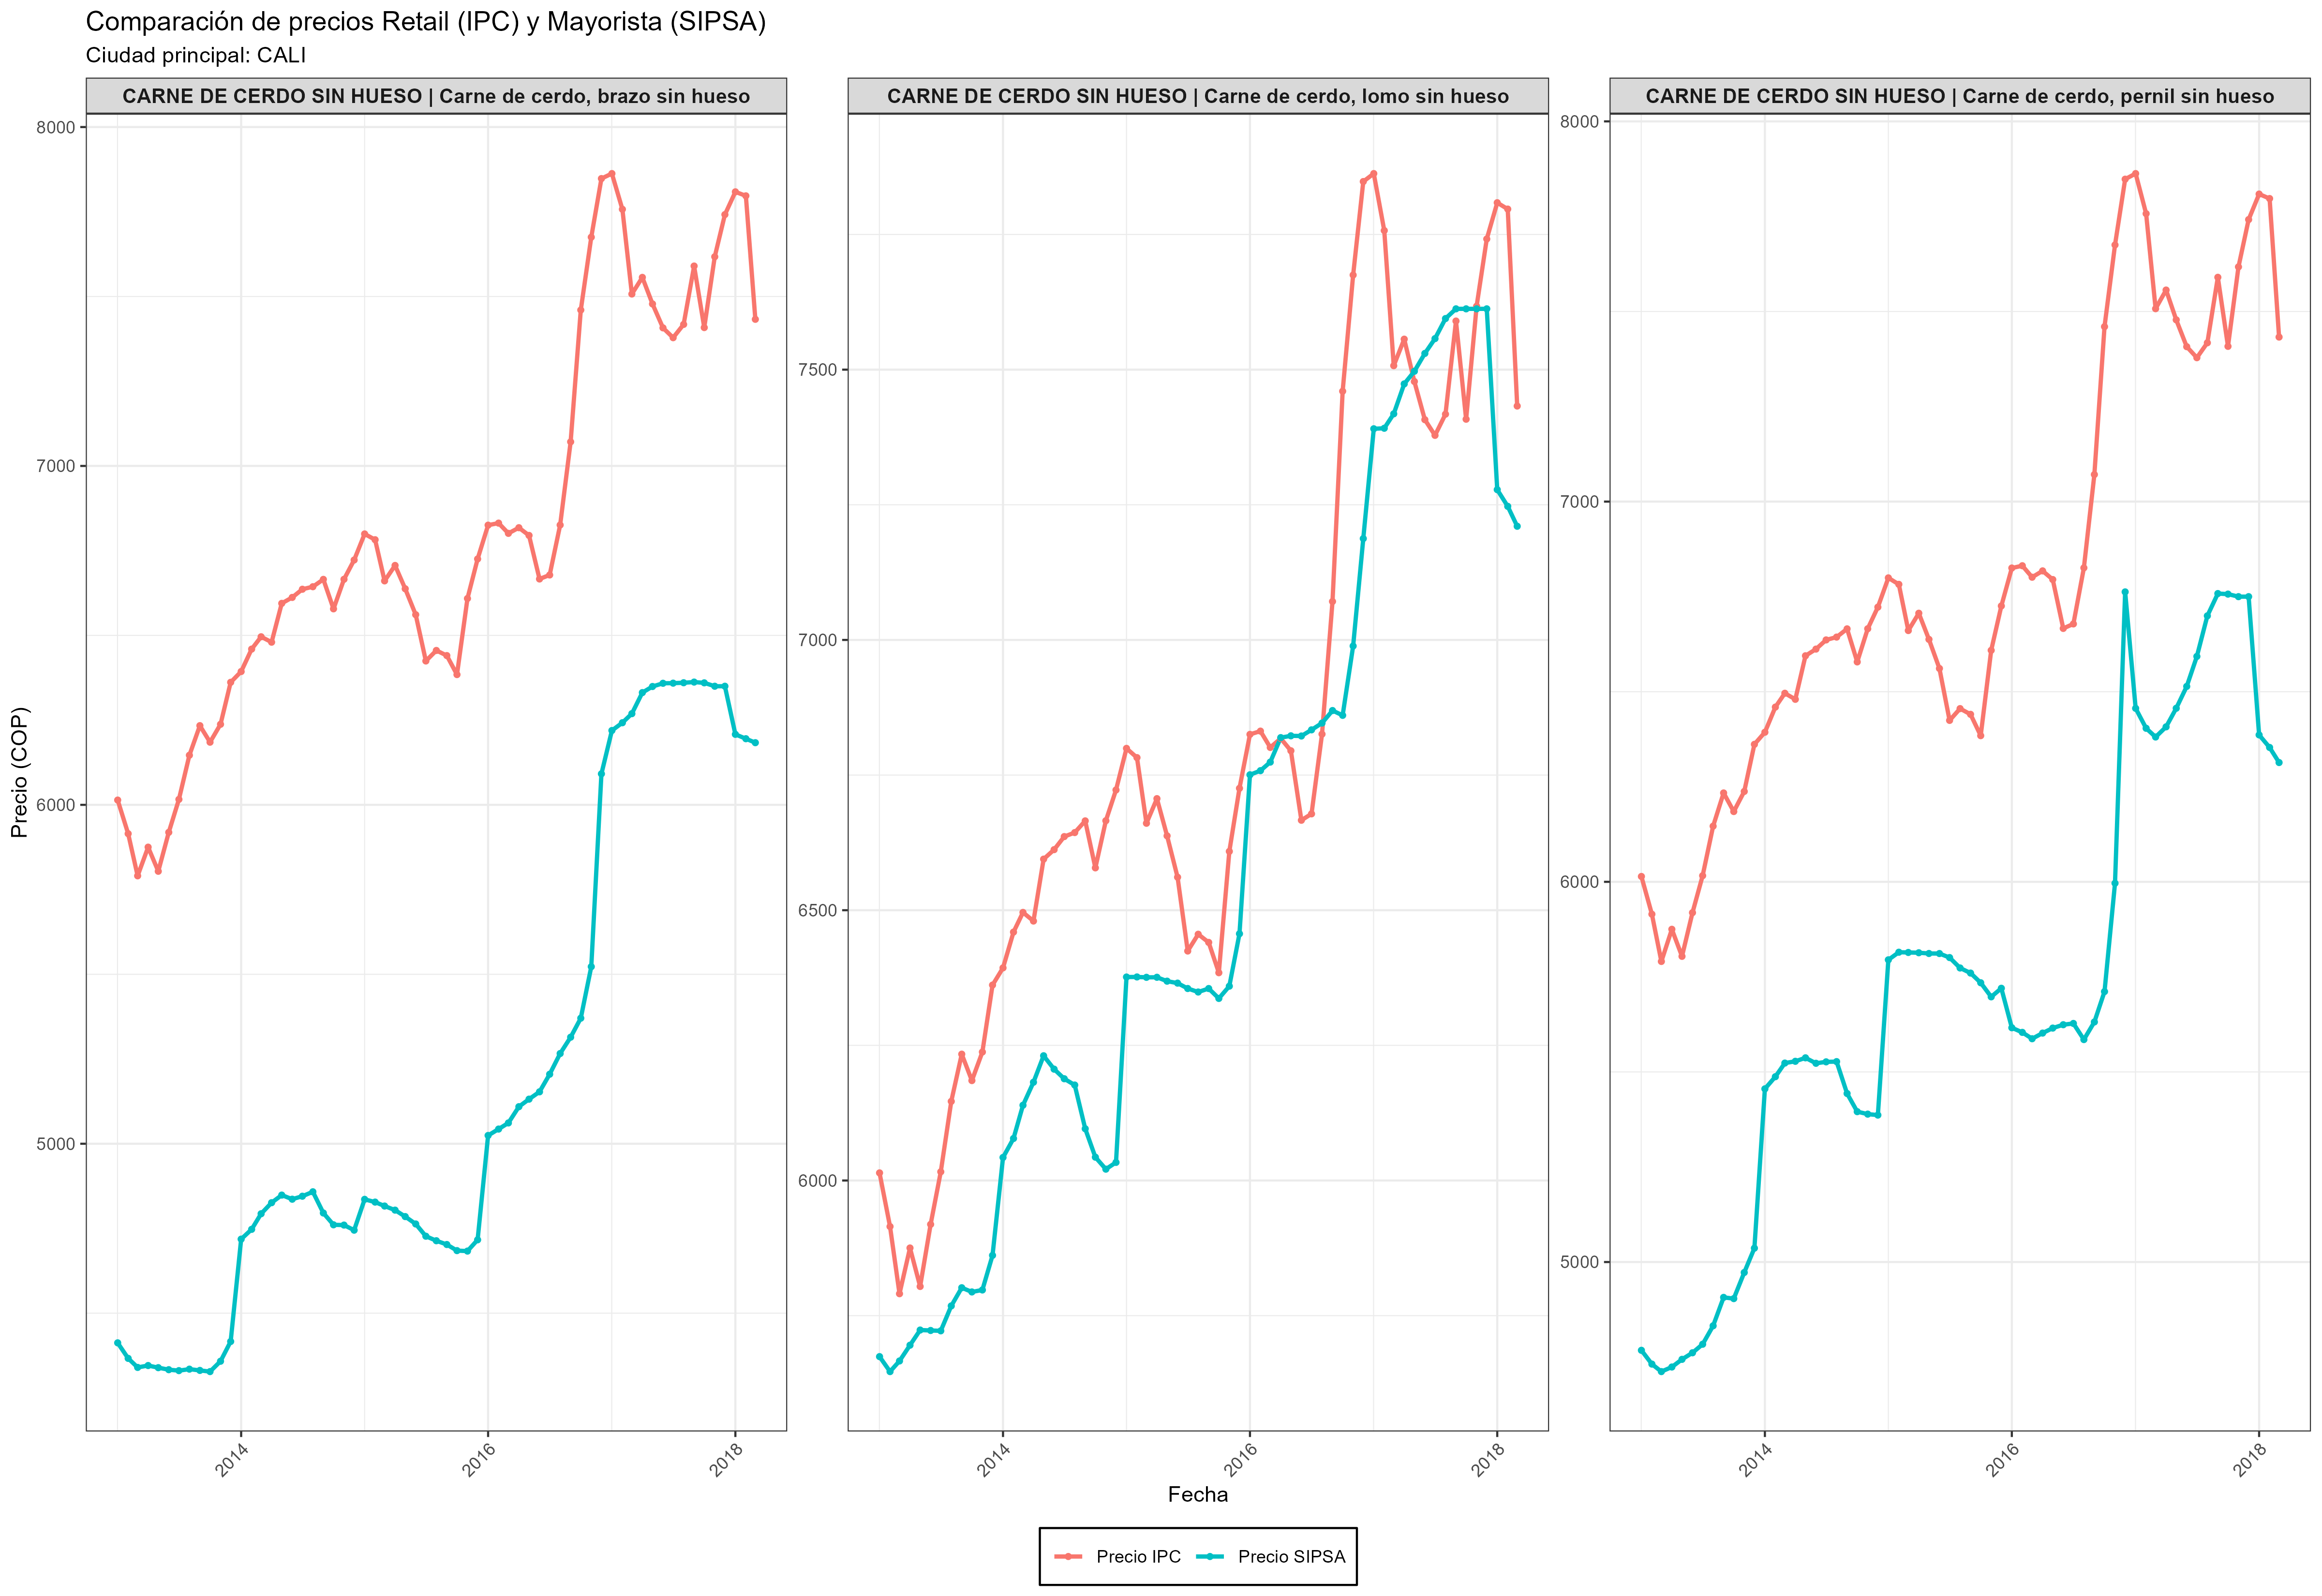 Comparación de precios Retail (IPC) y Mayorista (SIPSA)
Ciudad principal: CALI
CARNE DE CERDO SIN HUESO | Carne de cerdo, brazo sin hueso
CARNE DE CERDO SIN HUESO | Carne de cerdo, lomo sin hueso
CARNE DE CERDO SIN HUESO | Carne de cerdo, pernil sin hueso
Precio (COP)
8000
7000
6000
5000
2014
2016
2018
7500
7000
6500
6000
2014
2016
2018
8000
7000
6000
5000
2014
2016
2018
Fecha
Precio IPC
Precio SIPSA